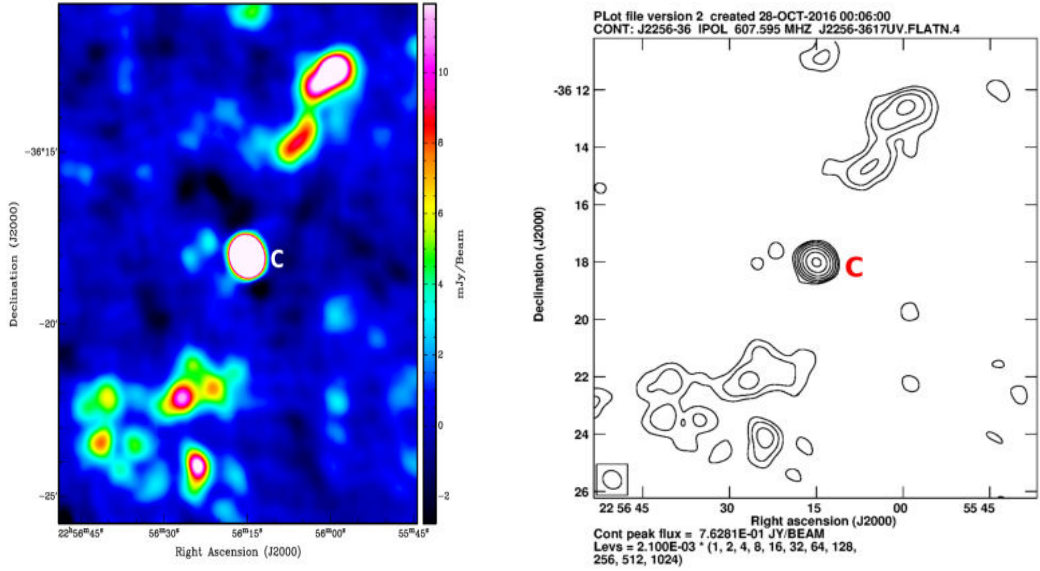 10
8
6
4
2
0
−2
mJy/Beam
−36°15'
−20'
−25'
Declination (J2000)
C
22ʰ56ᵐ45ˢ
56ᵐ30ˢ
56ᵐ15ˢ
56ᵐ00ˢ
55ᵐ45ˢ
Right Ascension (J2000)
PLot file version 2 created 28-OCT-2016 00:06:00
CONT: J2256-36 IPOL 607.595 MHZ J2256-3617UV.FLATN.4
Declination (J2000)
-36 12
14
16
18
20
22
24
26
C
22 56 45
30
15
00
55 45
Right ascension (J2000)
Cont peak flux = 7.6281E-01 JY/BEAM
Levs = 2.100E-03 * (1, 2, 4, 8, 16, 32, 64, 128,
256, 512, 1024)